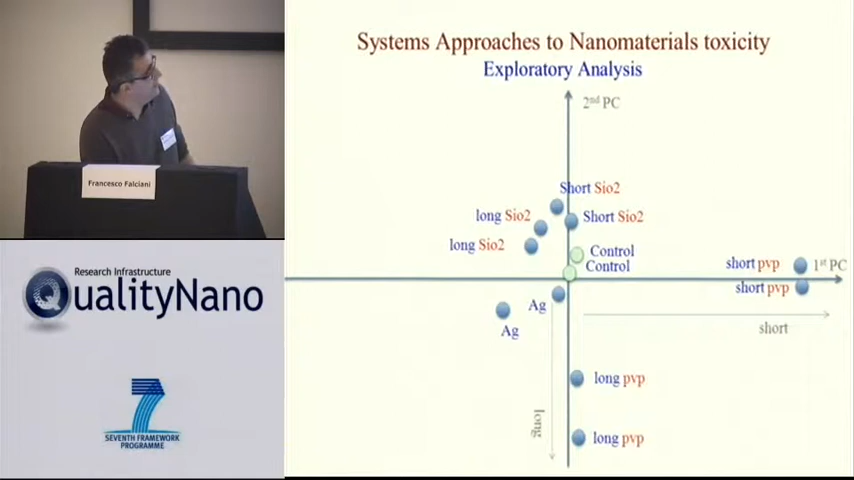 Francesco Falciani
Research Infrastructure
QualityNano
7
SEVENTH FRAMEWORK
PROGRAMME
Systems Approaches to Nanomaterials toxicity
Exploratory Analysis
2nd PC
Short Sio2
long Sio2
Short Sio2
long Sio2
Control
Control
short pvp
1st PC
short pvp
Ag
Ag
short
long pvp
long
long pvp